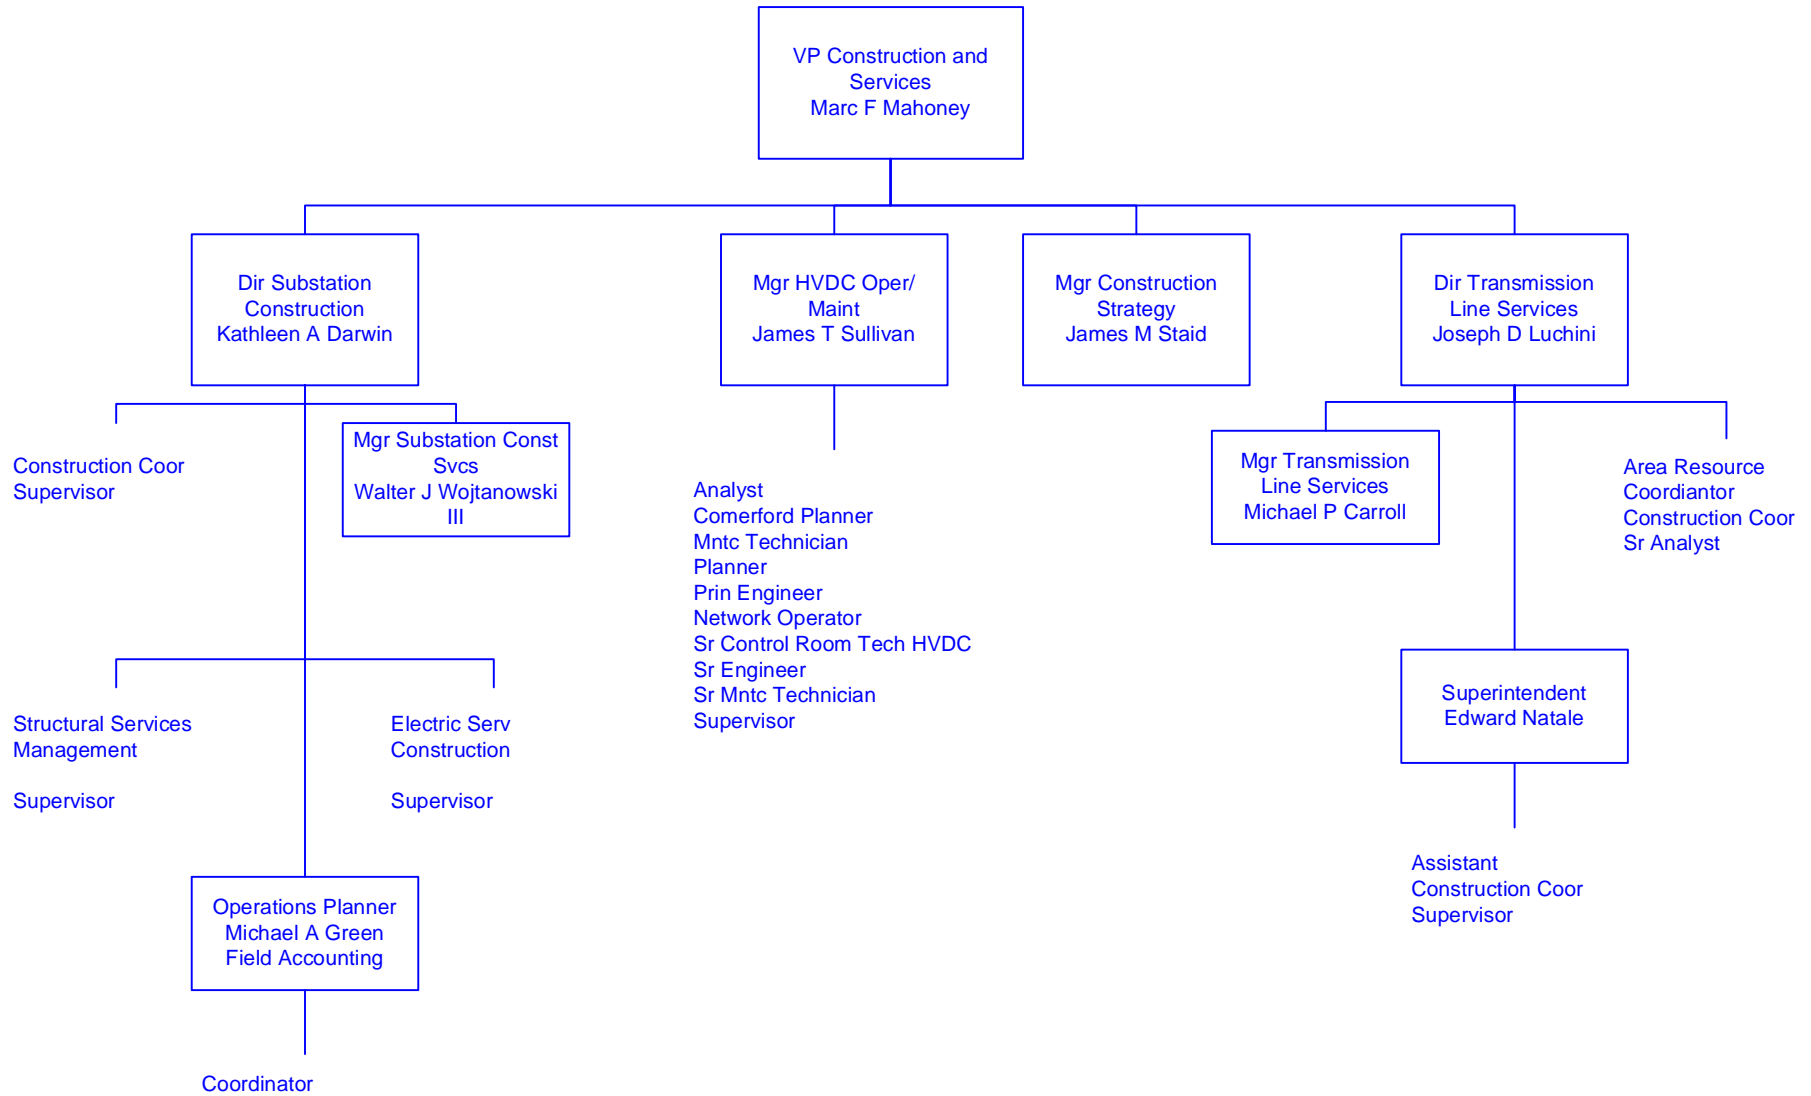 VP Construction and
Services
Marc F Mahoney
Dir Substation
Construction
Kathleen A Darwin
Mgr HVDC Oper/
Maint
James T Sullivan
Mgr Construction
Strategy
James M Staid
Dir Transmission
Line Services
Joseph D Luchini
Construction Coor
Supervisor
Mgr Substation Const
Svcs
Walter J Wojtanowski
III
Analyst
Comerford Planner
Mntc Technician
Planner
Prin Engineer
Network Operator
Sr Control Room Tech HVDC
Sr Engineer
Sr Mntc Technician
Supervisor
Mgr Transmission
Line Services
Michael P Carroll
Area Resource
Coordiantor
Construction Coor
Sr Analyst
Structural Services
Management
Supervisor
Electric Serv
Construction
Supervisor
Superintendent
Edward Natale
Assistant
Construction Coor
Supervisor
Operations Planner
Michael A Green
Field Accounting
Coordinator